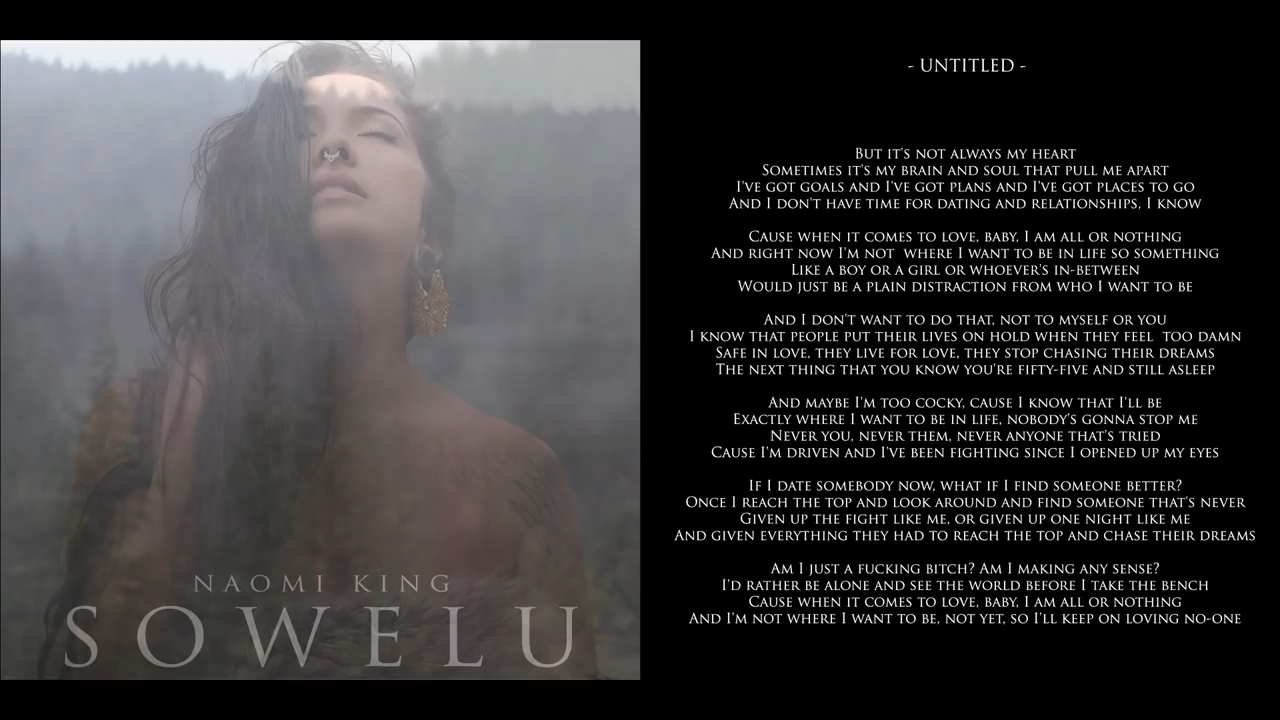 NAOMI KING
SOWELU
- UNTITLED -
BUT IT'S NOT ALWAYS MY HEART
SOMETIMES IT'S MY BRAIN AND SOUL THAT PULL ME APART
I'VE GOT GOALS AND I'VE GOT PLANS AND I'VE GOT PLACES TO GO
AND I DON'T HAVE TIME FOR DATING AND RELATIONSHIPS, I KNOW
CAUSE WHEN IT COMES TO LOVE, BABY, I AM ALL OR NOTHING
AND RIGHT NOW I'M NOT WHERE I WANT TO BE IN LIFE SO SOMETHING
LIKE A BOY OR A GIRL OR WHOEVER'S IN-BETWEEN
WOULD JUST BE A PLAIN DISTRACTION FROM WHO I WANT TO BE
AND I DON'T WANT TO DO THAT, NOT TO MYSELF OR YOU
I KNOW THAT PEOPLE PUT THEIR LIVES ON HOLD WHEN THEY FEEL TOO DAMN
SAFE IN LOVE, THEY LIVE FOR LOVE, THEY STOP CHASING THEIR DREAMS
THE NEXT THING THAT YOU KNOW YOU'RE FIFTY-FIVE AND STILL ASLEEP
AND MAYBE I'M TOO COCKY, CAUSE I KNOW THAT I'LL BE
EXACTLY WHERE I WANT TO BE IN LIFE, NOBODY'S GONNA STOP ME
NEVER YOU, NEVER THEM, NEVER ANYONE THAT'S TRIED
CAUSE I'M DRIVEN AND I'VE BEEN FIGHTING SINCE I OPENED UP MY EYES
IF I DATE SOMEBODY NOW, WHAT IF I FIND SOMEONE BETTER?
ONCE I REACH THE TOP AND LOOK AROUND AND FIND SOMEONE THAT'S NEVER
GIVEN UP THE FIGHT LIKE ME, OR GIVEN UP ONE NIGHT LIKE ME
AND GIVEN EVERYTHING THEY HAD TO REACH THE TOP AND CHASE THEIR DREAMS
AM I JUST A FUCKING BITCH? AM I MAKING ANY SENSE?
I'D RATHER BE ALONE AND SEE THE WORLD BEFORE I TAKE THE BENCH
CAUSE WHEN IT COMES TO LOVE, BABY, I AM ALL OR NOTHING
AND I'M NOT WHERE I WANT TO BE, NOT YET, SO I'LL KEEP ON LOVING NO-ONE